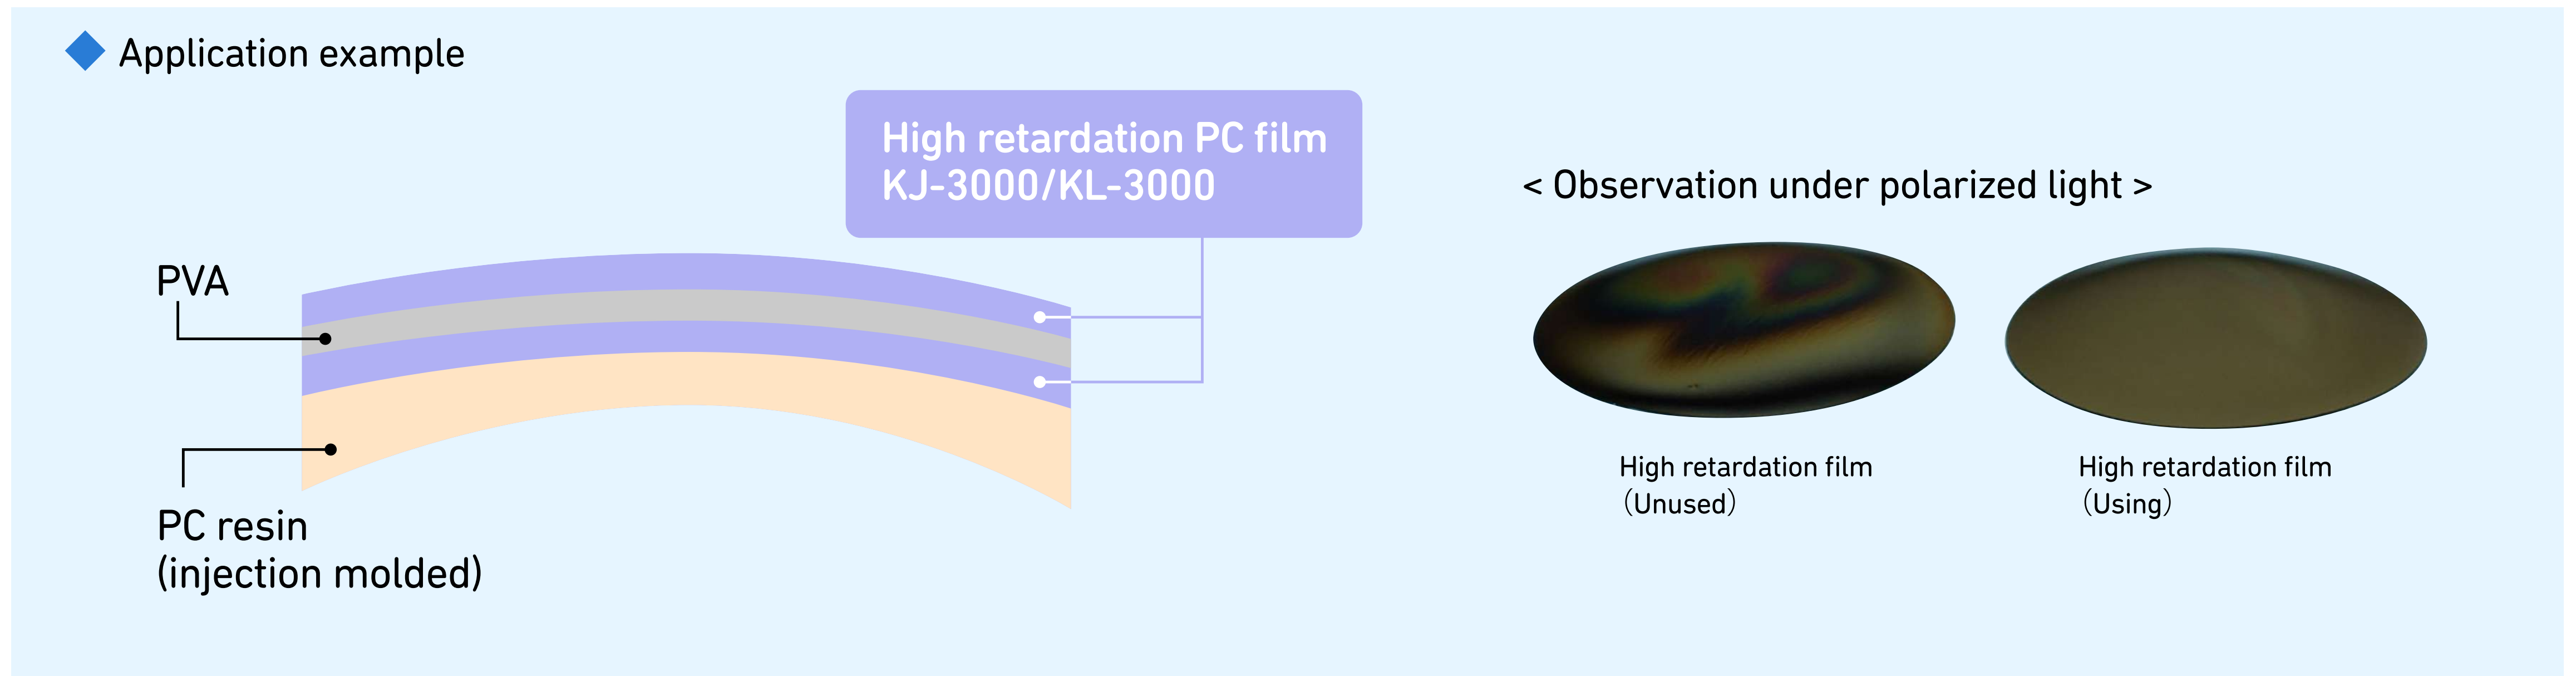 Application example
High retardation PC film
KJ-3000/KL-3000
PVA
PC resin
(injection molded)
< Observation under polarized light >
High retardation film
（Unused）
High retardation film
（Using）